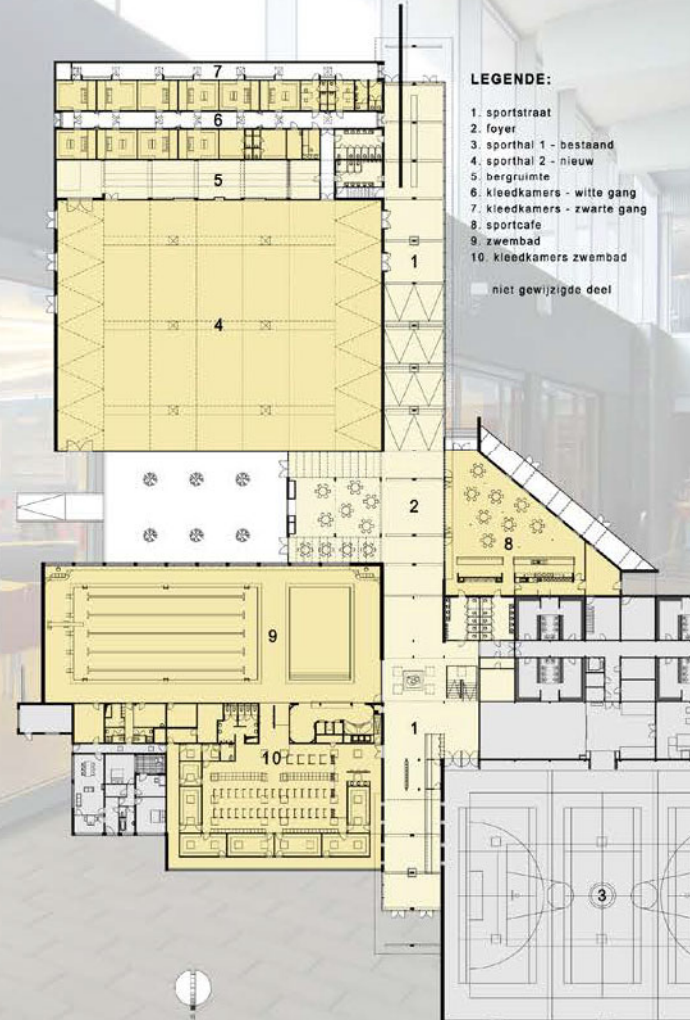 LEGENDE:
1. sportstraat
2. foyer
3. sporthal 1 - bestaand
4. sporthal 2 - nieuw
5. bergruimte
6. kleedkamers - witte gang
7. kleedkamers - zwarte gang
8. sportcafe
9. zwembad
10. kleedkamers zwembad
niet gewijzigde deel
7
6
5
1
4
2
8
9
1
10
3